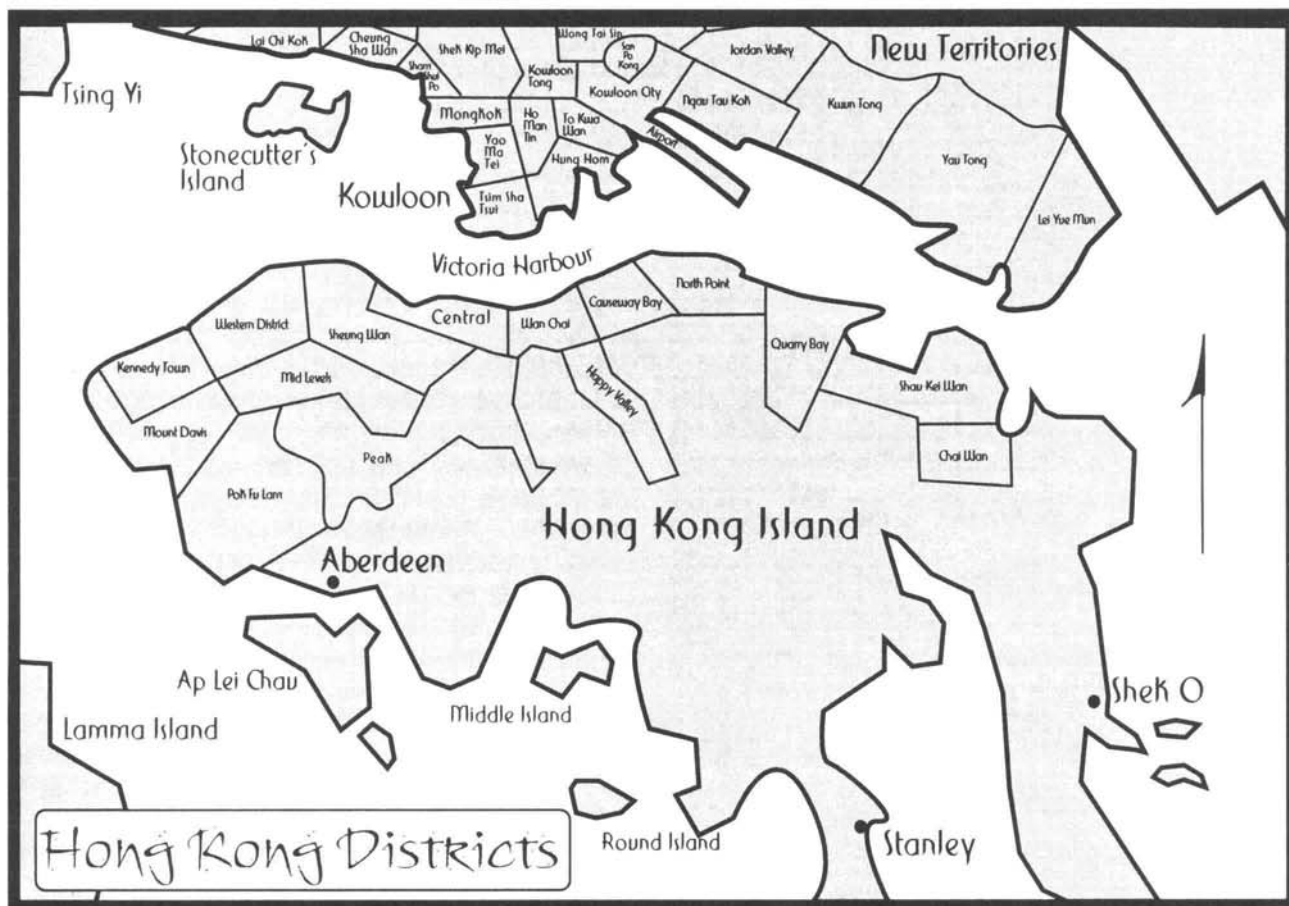 Lai Chi Kok
Cheung
Sha Wan
Shek Kip Mei
Wong Tai Sin
San
Po
Kong
Jordan Valley
New Territories
Tsing Yi
Sham
Shui
Po
Kowloon
Tong
Kowloon City
Ngau Tau Kok
Kwun Tong
Stonecutter's
Island
Mongkok
Ho
Man
Tin
To Kwa
Wan
Airport
Yao
Ma
Tei
Hung Hom
Yau Tong
Kowloon
Tsim Sha
Tsui
Lei Yue Mun
Victoria Harbour
North Point
Causeway Bay
Central
Wan Chai
Western District
Sheung Wan
Quarry Bay
Kennedy Town
Mid Levels
Happy Valley
Shau Kei Wan
Mount Davis
Peak
Chai Wan
Pok Fu Lam
Hong Kong Island
Aberdeen
Ap Lei Chau
Middle Island
Shek O
Lamma Island
Round Island
Stanley
Hong Kong Districts